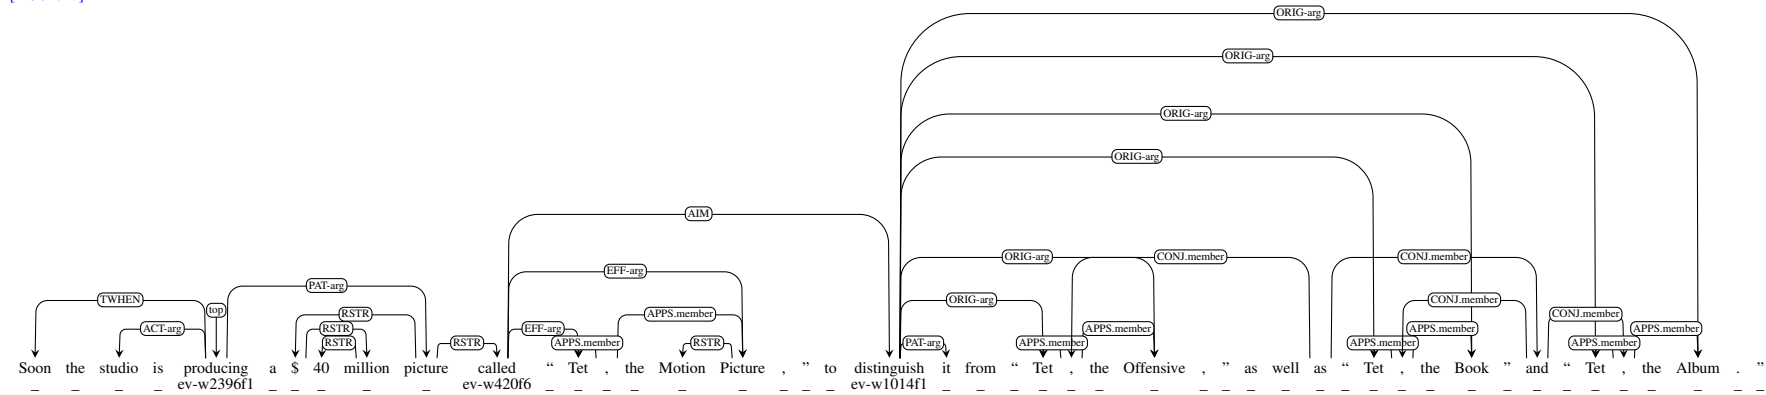 ORIG-arg
ORIG-arg
ORIG-arg
ORIG-arg
AIM
ORIG-arg CONJ.member CONJ.member
EFF-arg
PAT-arg
TWHEN ORIG-arg CONJ.member
top
RSTR APPS.member CONJ.member
ACT-arg RSTR EFF-arg APPS.member APPS.member APPS.member
RSTR RSTR APPS.member RSTR PAT-arg APPS.member APPS.member APPS.member
Soon the studio is producing a $ 40 million picture called “ Tet , the Motion Picture , ” to distinguish it from “ Tet , the Offensive , ” as well as “ Tet , the Book ” and “ Tet , the Album . ”
_ _ _ _ ev-w2396f1 _ _ _ _ _ ev-w420f6 _ _ _ _ _ _ _ _ _ ev-w1014f1 _ _ _ _ _ _ _ _ _ _ _ _ _ _ _ _ _ _ _ _ _ _ _ _ _ _